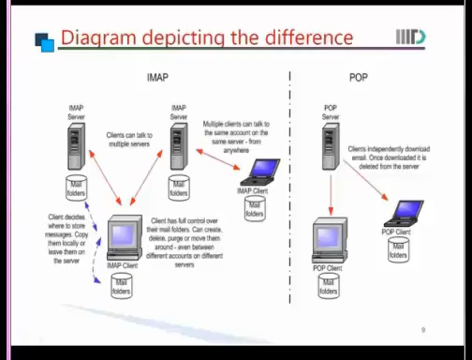 Diagram depicting the difference
IMAP
POP
IMAP
Server
IMAP
Server
POP
Server
Clients can talk to
multiple servers
Multiple clients can talk to
the same account on the
same server - from
anywhere
Clients independently download
email. Once downloaded it is
deleted from the server
Mail
folders
Mail
folders
IMAP Client
Mail
folders
Client decides
where to store
messages. Copy
them locally or
leave them on
the server
Client has full control over
their mail folders. Can create,
delete, purge or move them
around - even between
different accounts on different
servers
IMAP Client
Mail
folders
POP Client
Mail
folders
POP Client
Mail
folders
9